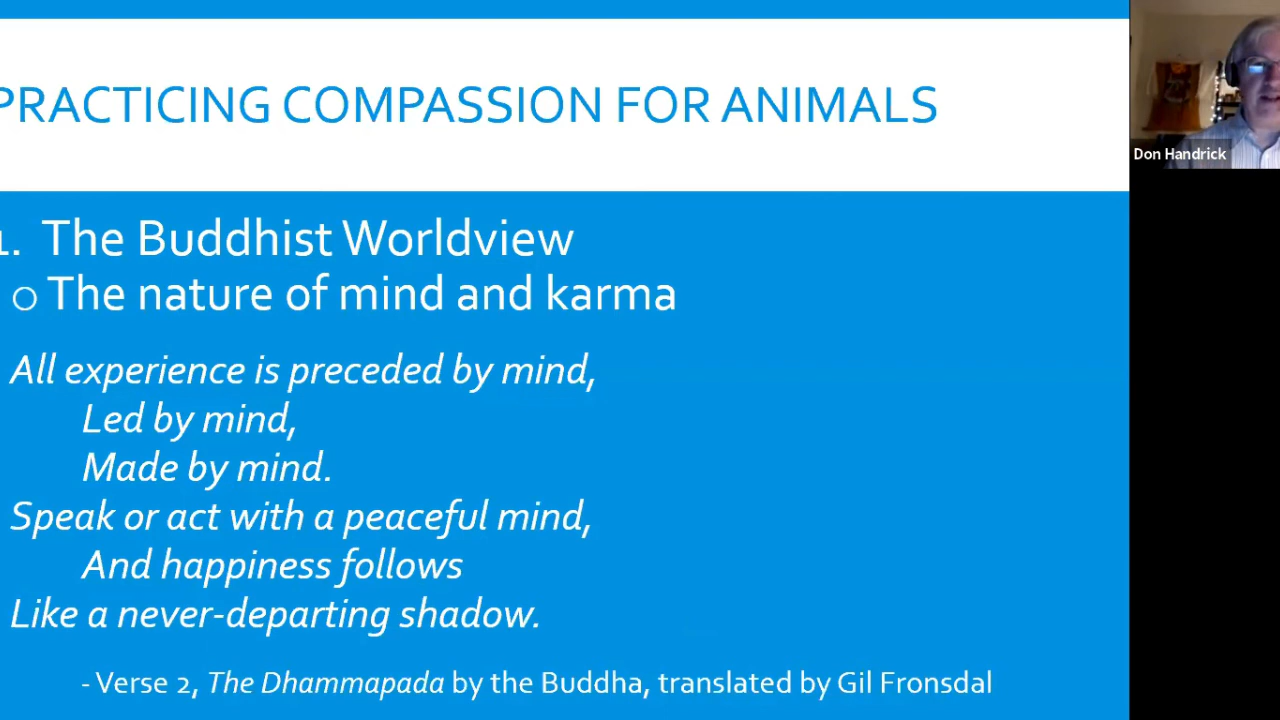 PRACTICING COMPASSION FOR ANIMALS
Don Handrick
1. The Buddhist Worldview
o The nature of mind and karma
All experience is preceded by mind,
Led by mind,
Made by mind.
Speak or act with a peaceful mind,
And happiness follows
Like a never-departing shadow.
- Verse 2, The Dhammapada by the Buddha, translated by Gil Fronsdal